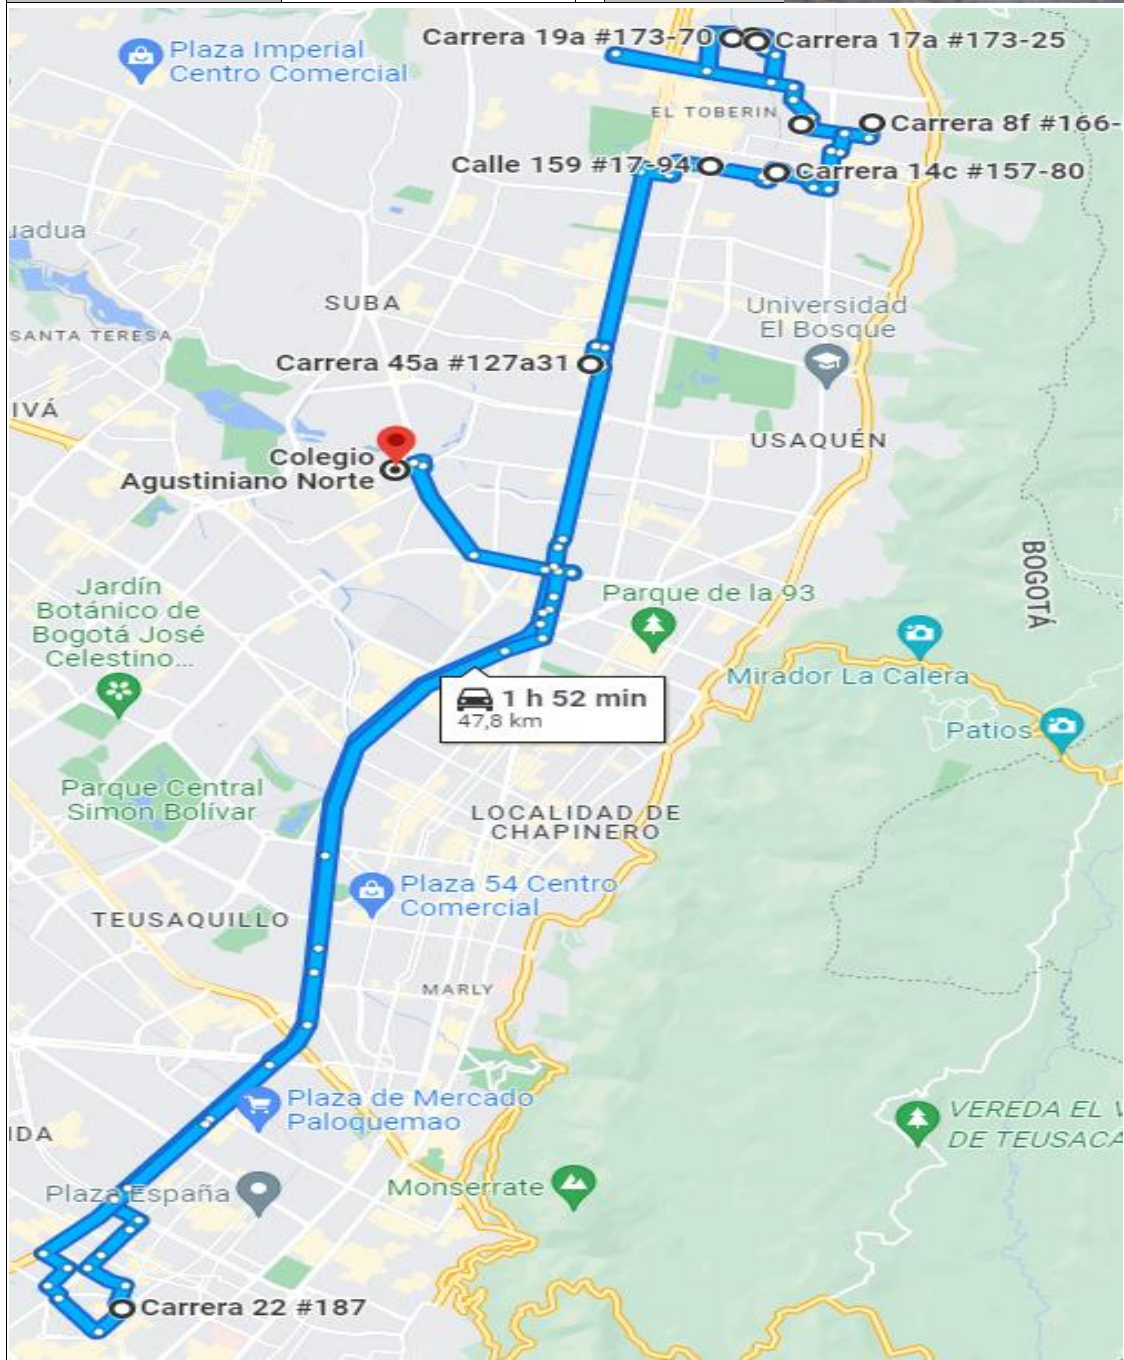 Carrera 19a #173-70
Carrera 17a #173-25
Plaza Imperial
Centro Comercial
EL TOBERIN
Carrera 8f #166-
Calle 159 #17-94
Carrera 14c #157-80
uadua
SUBA
Universidad
El Bosque
SANTA TERESA
Carrera 45a #127a31
IVÁ
USAQUÉN
Colegio
Agustiniano Norte
BOGOTÁ
Jardín
Botánico de
Bogotá José
Celestino...
Parque de la 93
Mirador La Calera
1 h 52 min
47,8 km
Patios
Parque Central
Simón Bolívar
LOCALIDAD DE
CHAPINERO
Plaza 54 Centro
Comercial
TEUSAQUILLO
MARLY
Plaza de Mercado
Paloquemao
VEREDA EL V
DE TEUSACA
IDA
Plaza España
Monserrate
Carrera 22 #187